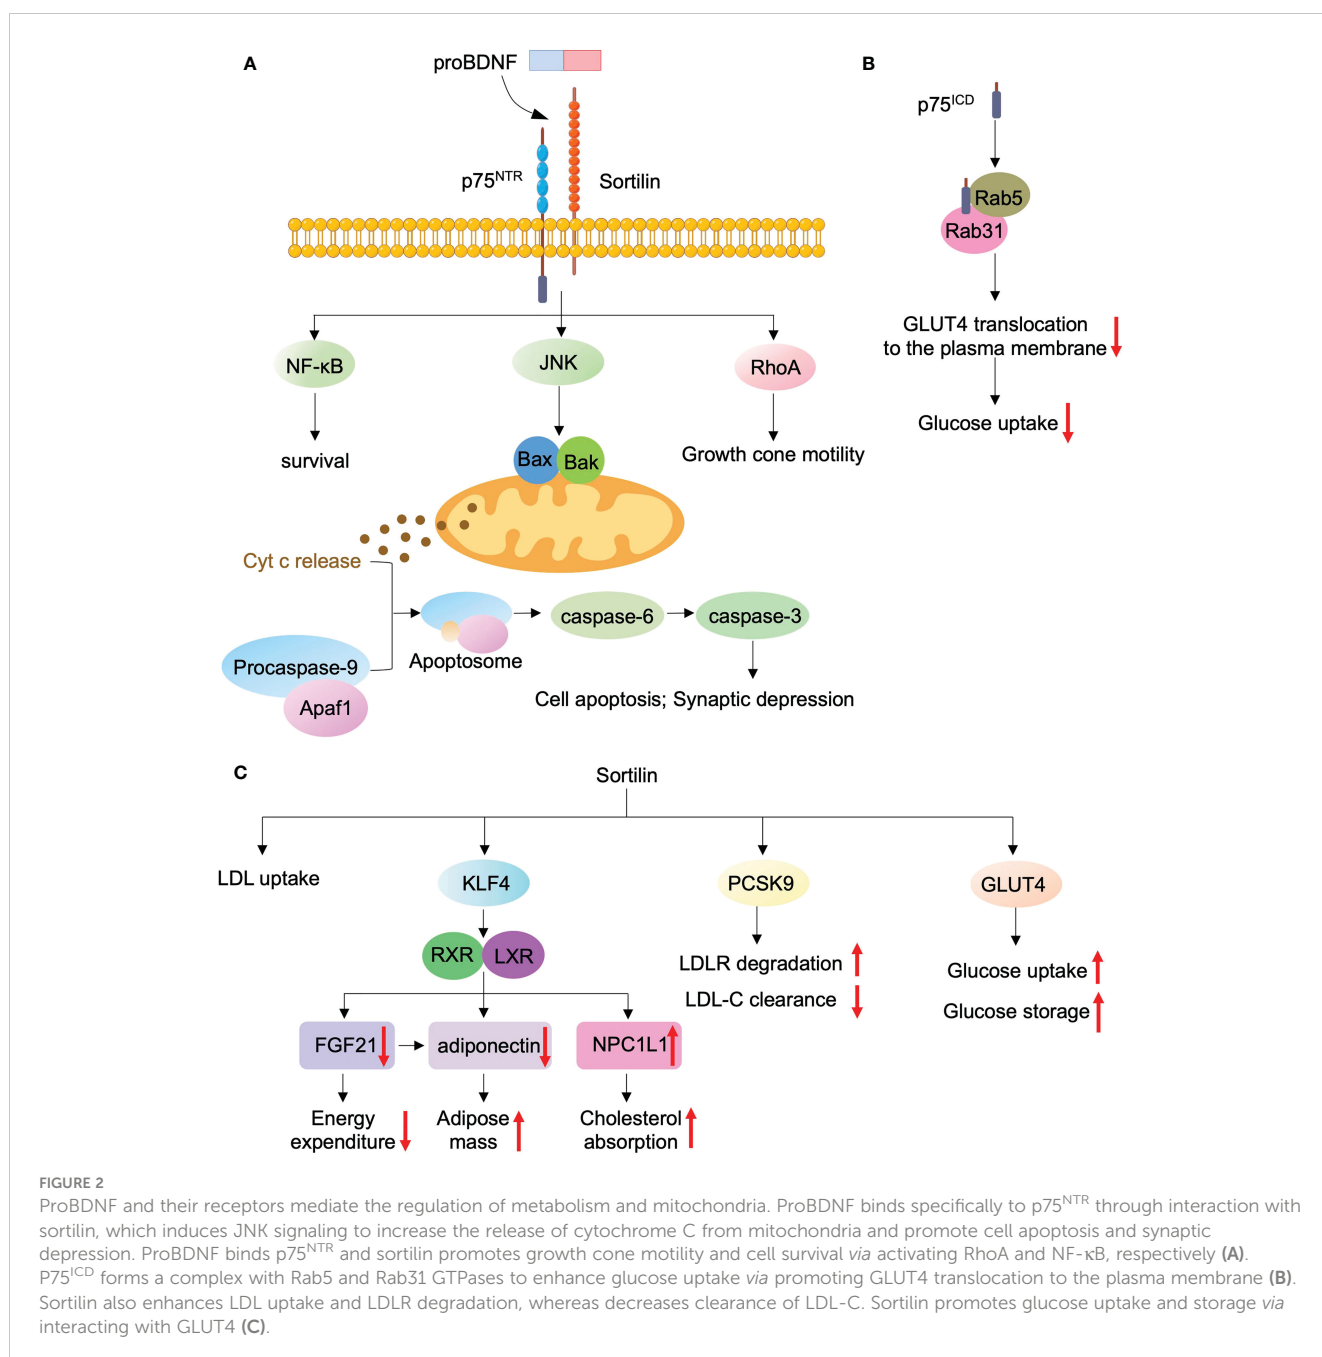 A
proBDNF
p75NTR
Sortilin
NF-κB
JNK
RhoA
survival
Bax
Bak
Growth cone motility
Cyt c release
Procaspase-9
Apaf1
Apoptosome
caspase-6
caspase-3
Cell apoptosis; Synaptic depression
B
p75ICD
Rab5
Rab31
GLUT4 translocation
to the plasma membrane
Glucose uptake
C
Sortilin
LDL uptake
KLF4
PCSK9
GLUT4
RXR
LXR
LDLR degradation
LDL-C clearance
Glucose uptake
Glucose storage
FGF21
adiponectin
NPC1L1
Energy
expenditure
Adipose
mass
Cholesterol
absorption
FIGURE 2
ProBDNF and their receptors mediate the regulation of metabolism and mitochondria. ProBDNF binds specifically to p75NTR through interaction with
sortilin, which induces JNK signaling to increase the release of cytochrome C from mitochondria and promote cell apoptosis and synaptic
depression. ProBDNF binds p75NTR and sortilin promotes growth cone motility and cell survival via activating RhoA and NF-κB, respectively (A).
P75ICD forms a complex with Rab5 and Rab31 GTPases to enhance glucose uptake via promoting GLUT4 translocation to the plasma membrane (B).
Sortilin also enhances LDL uptake and LDLR degradation, whereas decreases clearance of LDL-C. Sortilin promotes glucose uptake and storage via
interacting with GLUT4 (C).